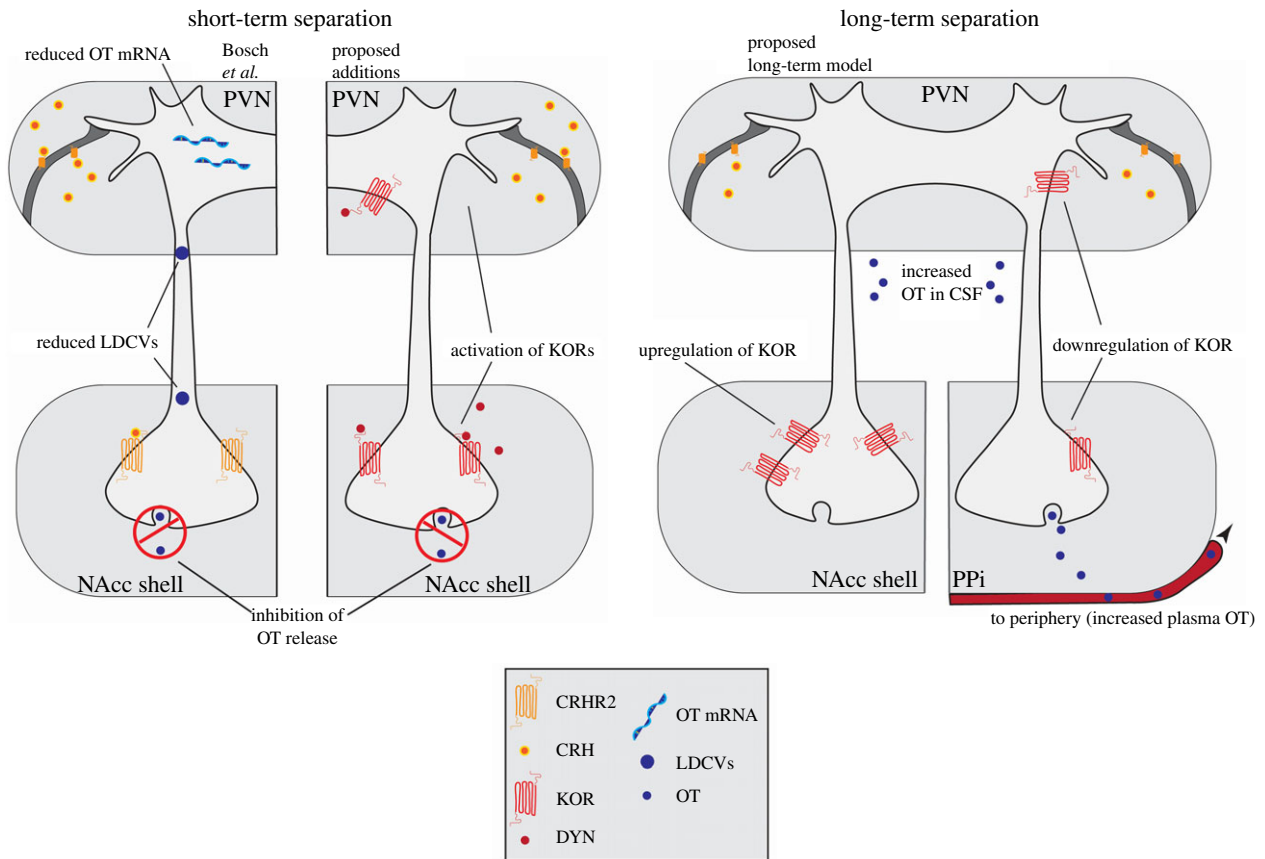 short-term separation
long-term separation
reduced OT mRNA
Bosch
et al.
proposed
additions
PVN
PVN
reduced LDCVs
activation of KORs
NAcc shell
NAcc shell
inhibition of
OT release
proposed
long-term model
PVN
increased
OT in CSF
upregulation of KOR
downregulation of KOR
NAcc shell
PPi
to periphery (increased plasma OT)
CRHR2
CRH
KOR
DYN
OT mRNA
LDCVs
OT